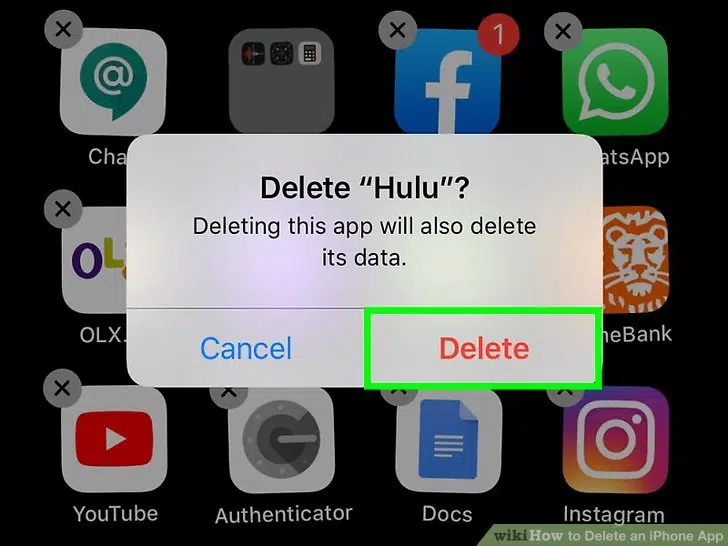 @
1
Cha
atsApp
Delete “Hulu”?
Deleting this app will also delete
its data.
OL
OLX.
neBank
Cancel
Delete
YouTube
Authenticator
Docs
Instagram
wikiHow to Delete an iPhone App